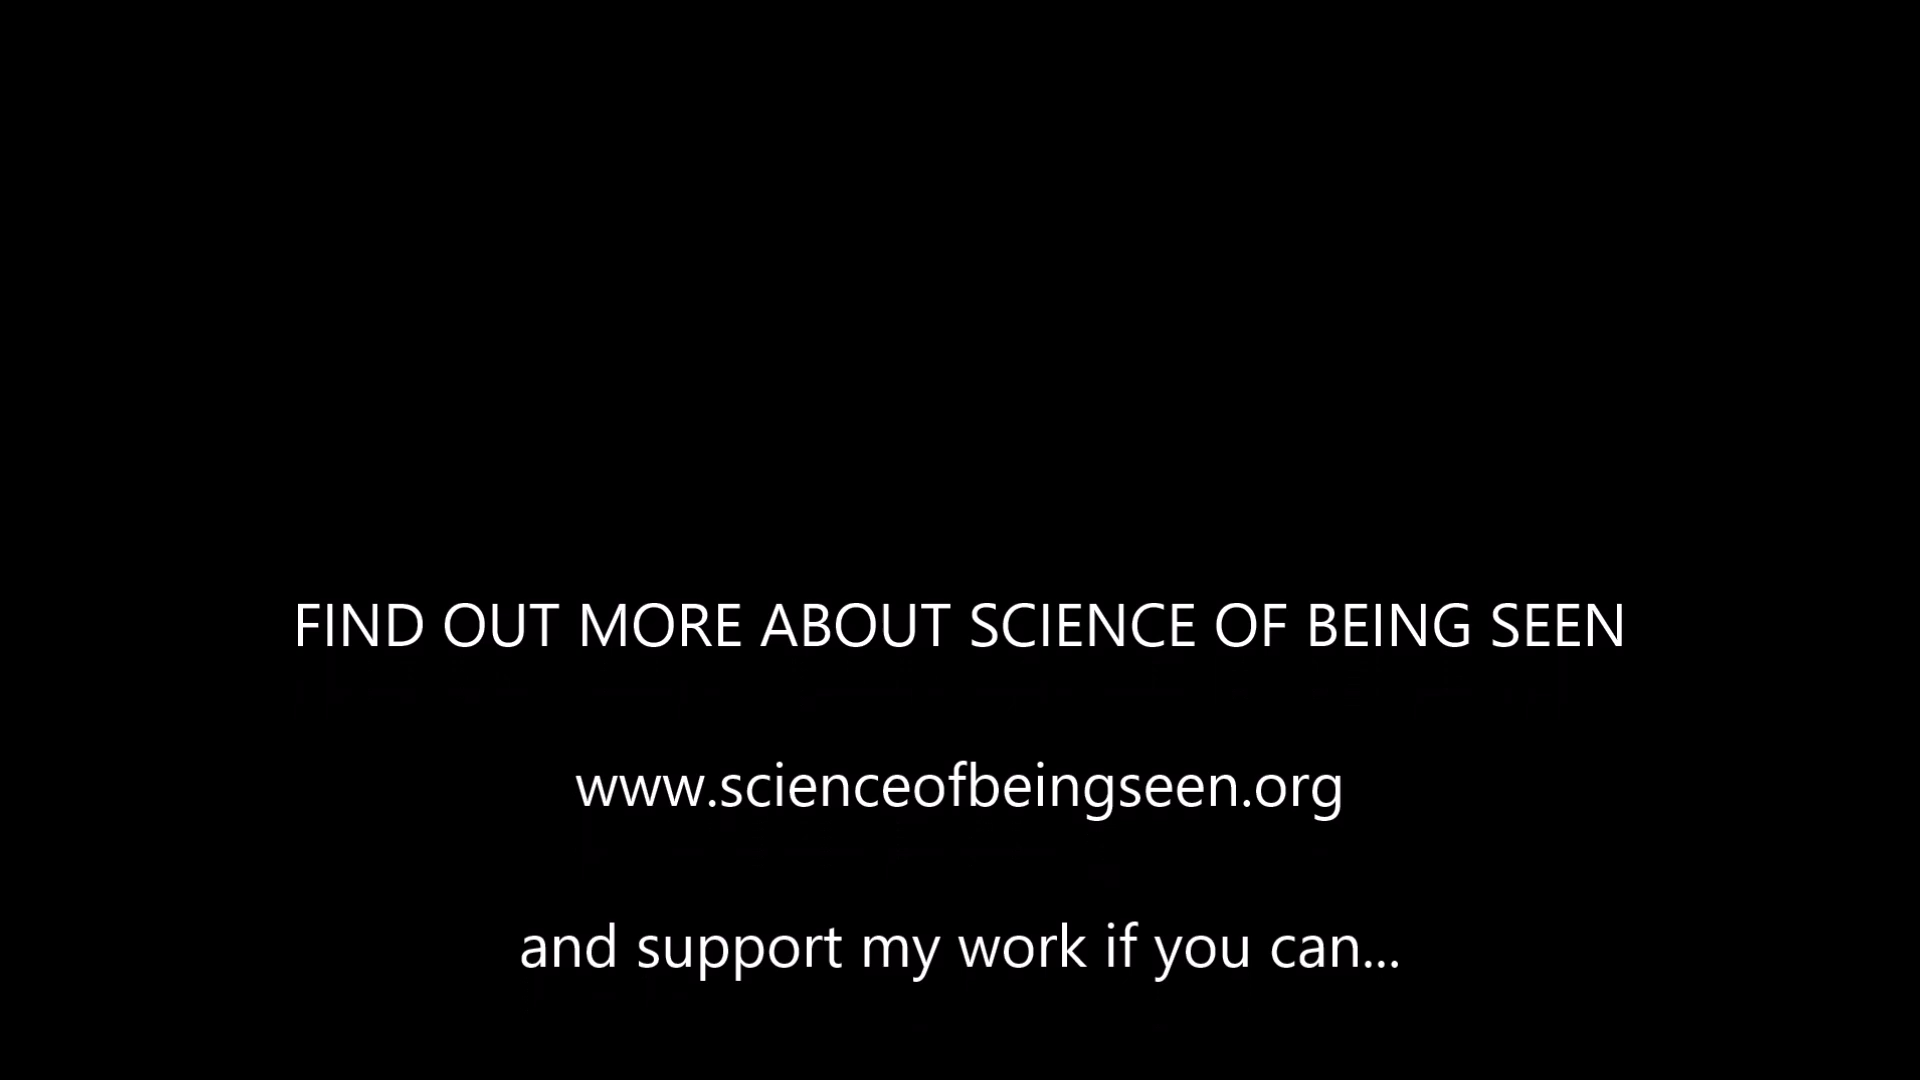 FIND OUT MORE ABOUT SCIENCE OF BEING SEEN
www.scienceofbeingseen.org
and support my work if you can...